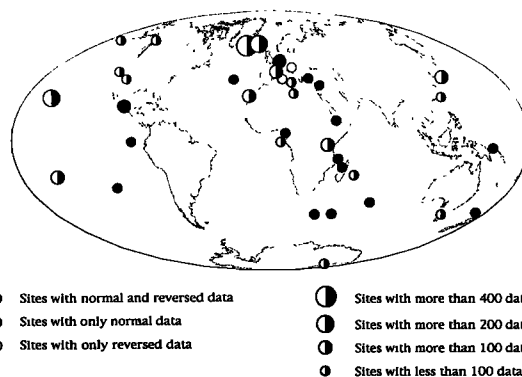 Sites with normal and reversed data
Sites with only normal data
Sites with only reversed data
Sites with more than 400 dat
Sites with more than 200 dat
Sites with more than 100 dat
Sites with less than 100 data